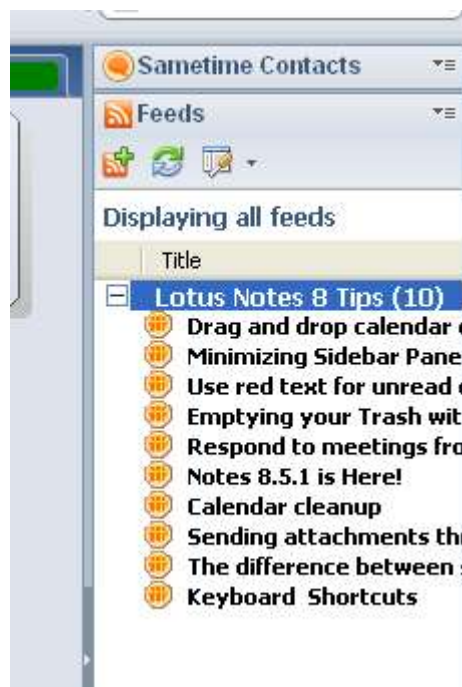 Sametime Contacts
Feeds
Displaying all feeds
Title
Lotus Notes 8 Tips (10)
Drag and drop calendar
Minimizing Sidebar Pane
Use red text for unread
Emptying your Trash wit
Respond to meetings fro
Notes 8.5.1 is Here!
Calendar cleanup
Sending attachments th
The difference between
Keyboard Shortcuts